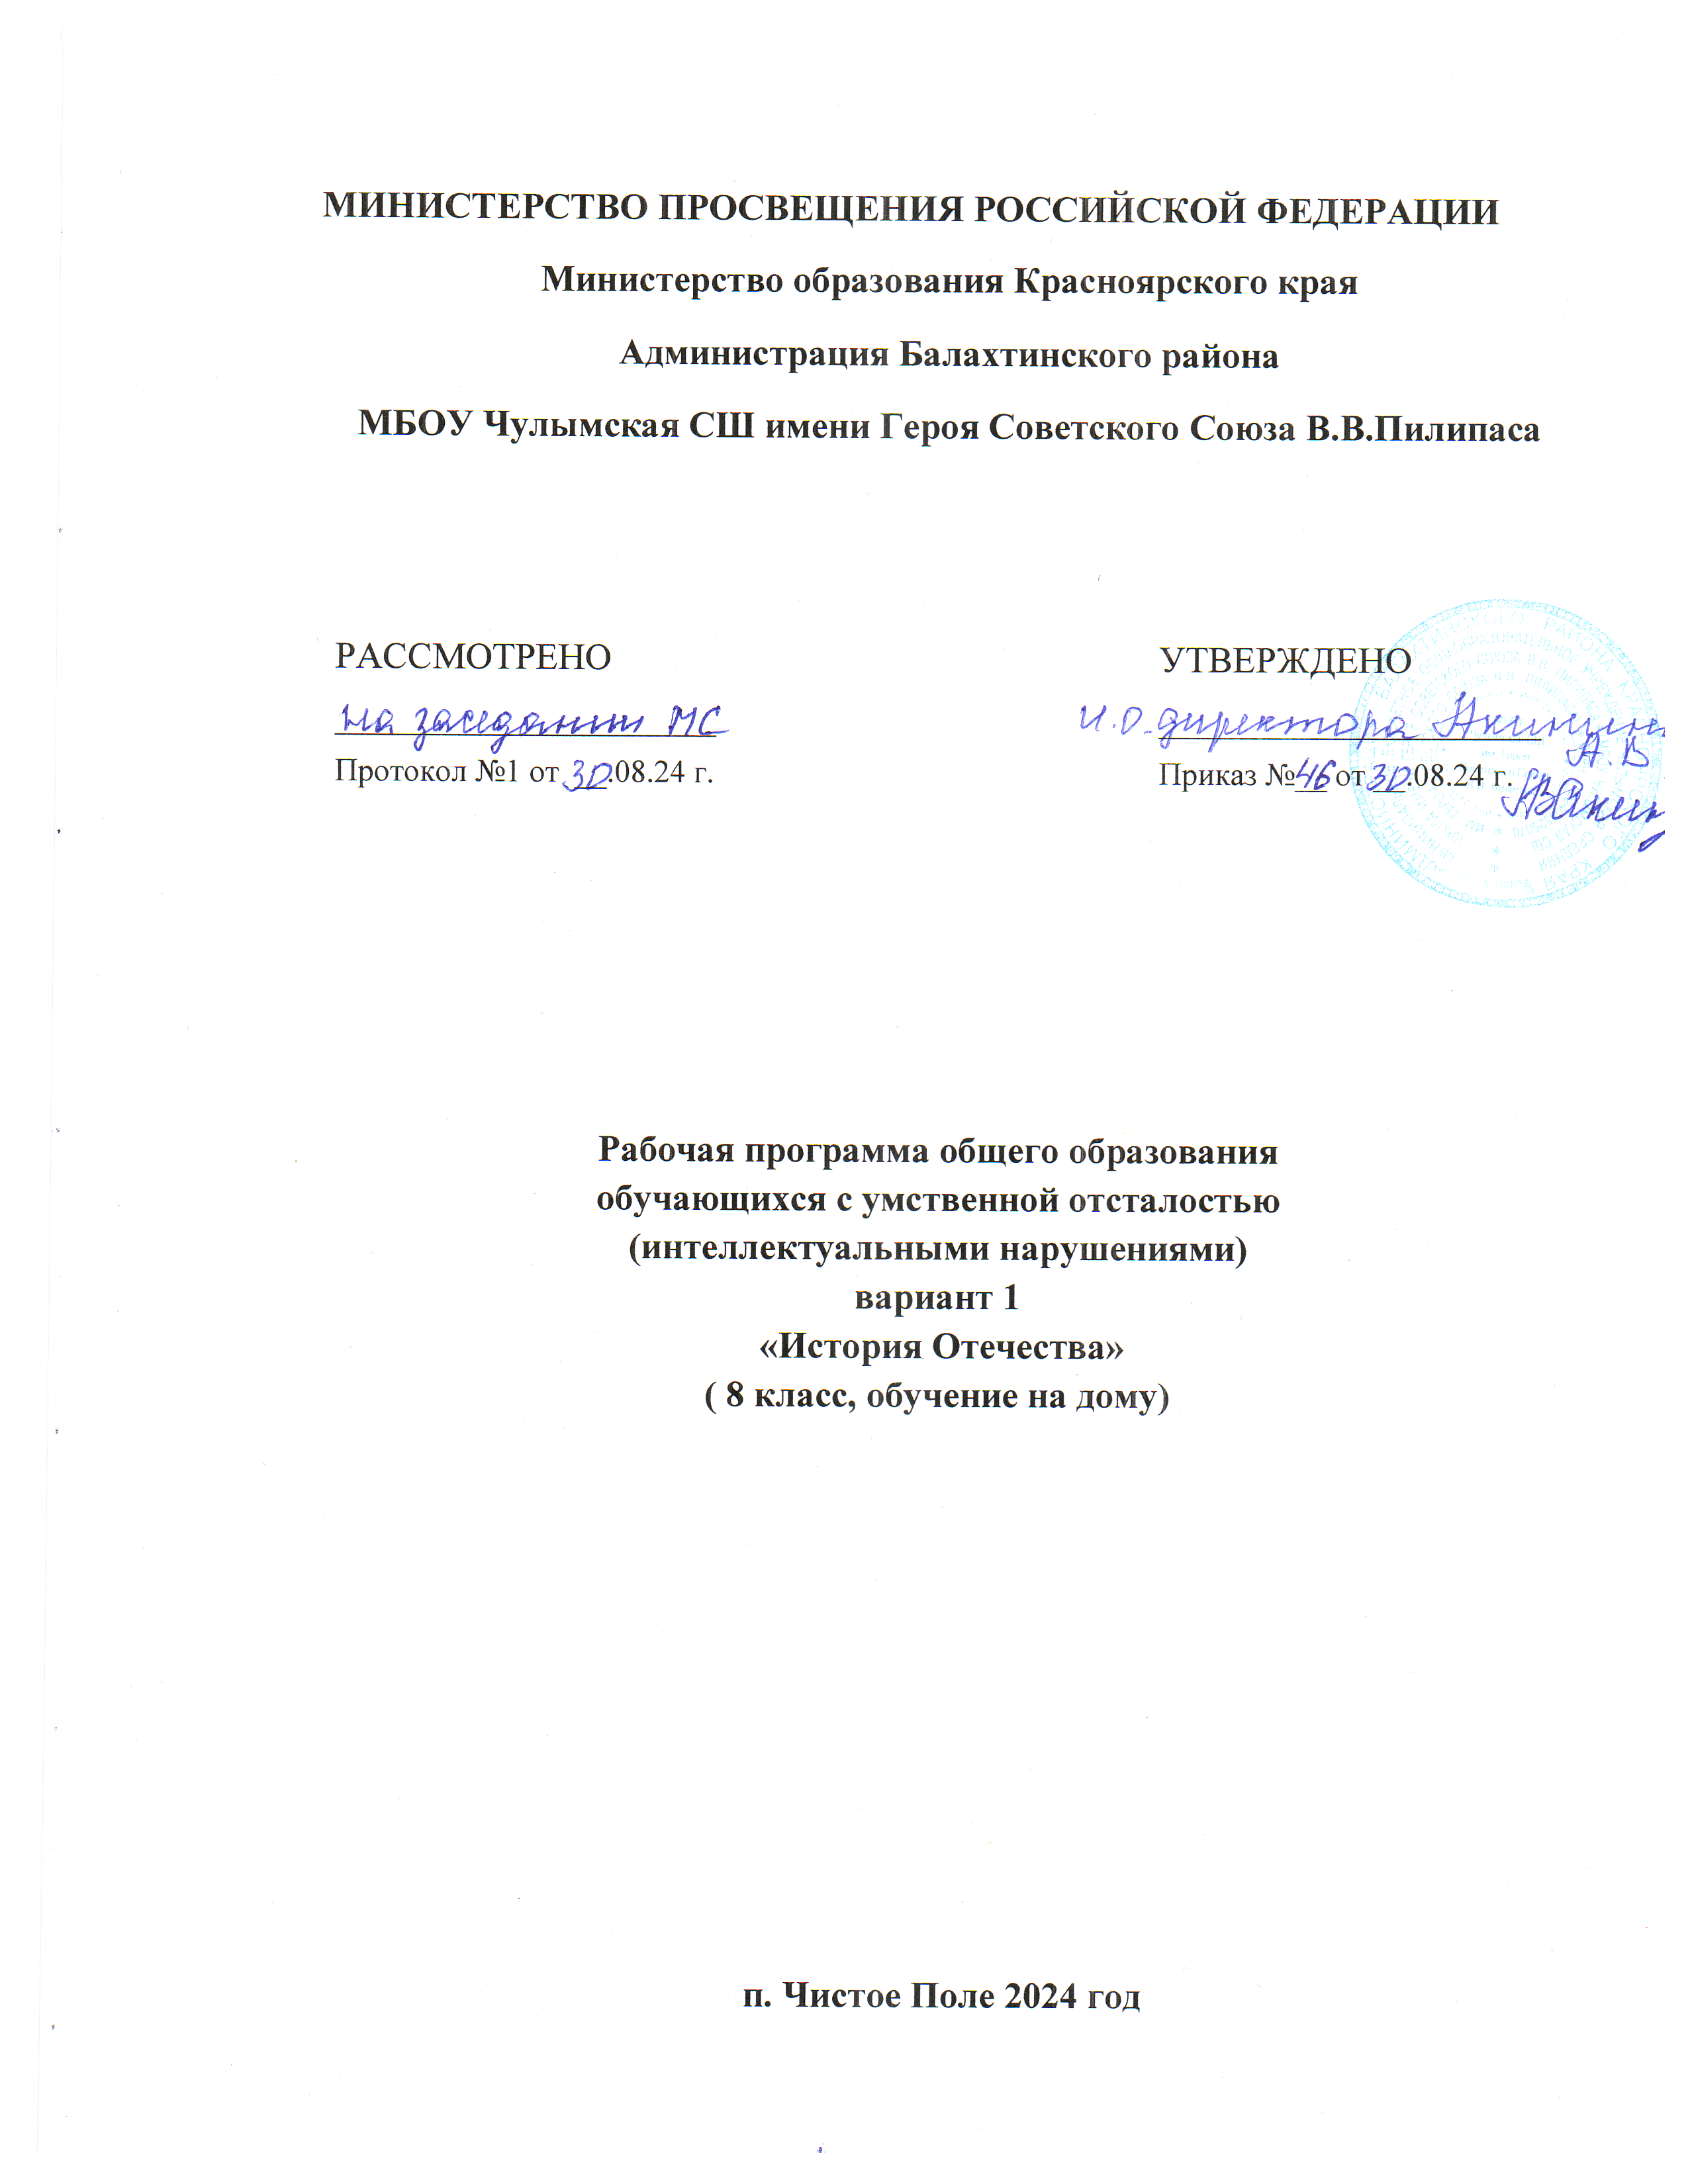 МИНИСТЕРСТВО ПРОСВЕЩЕНИЯ РОССИЙСКОЙ ФЕДЕРАЦИИ
Министерство образования Красноярского края
Администрация Балахтинского района
МБОУ Чулымская СШ имени Героя Советского Союза В.В.Пилипаса
РАССМОТРЕНО
на заседании МС
Протокол №1 от 30.08.24 г.
УТВЕРЖДЕНО
И.О. директора
А.В
Приказ №46 от 30.08.24 г.
Рабочая программа общего образования
обучающихся с умственной отсталостью
(интеллектуальными нарушениями)
вариант 1
«История Отечества»
( 8 класс, обучение на дому)
п. Чистое Поле 2024 год